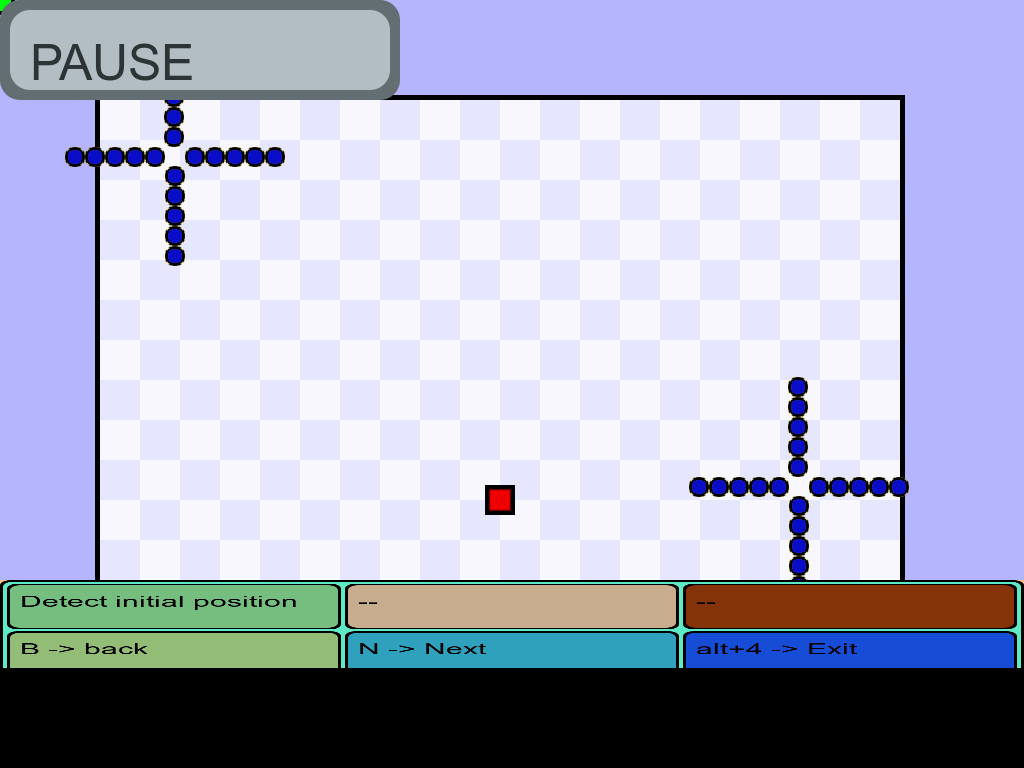 PAUSE
Detect initial position
--
--
B -> back
N -> Next
alt+4 -> Exit